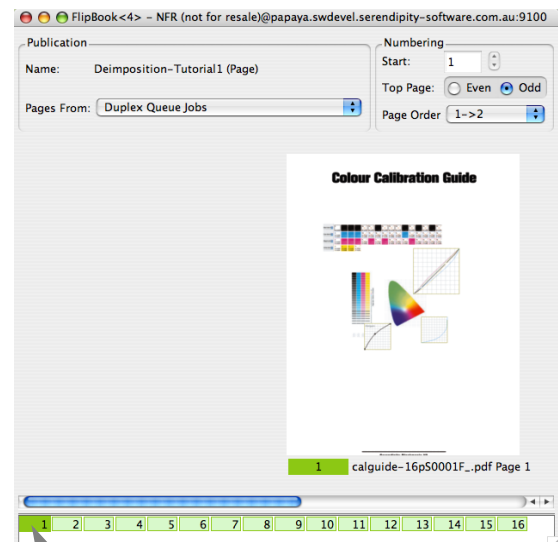 FlipBook<4> – NFR (not for resale)@papaya.swdevel.serendipity-software.com.au:9100
Publication
Name: Deimposition-Tutorial1 (Page)
Pages From: Duplex Queue Jobs
Numbering
Start: 1
Top Page: Even Odd
Page Order 1->2
Colour Calibration Guide
1 calguide-16pS0001F_.pdf Page 1
1 2 3 4 5 6 7 8 9 10 11 12 13 14 15 16